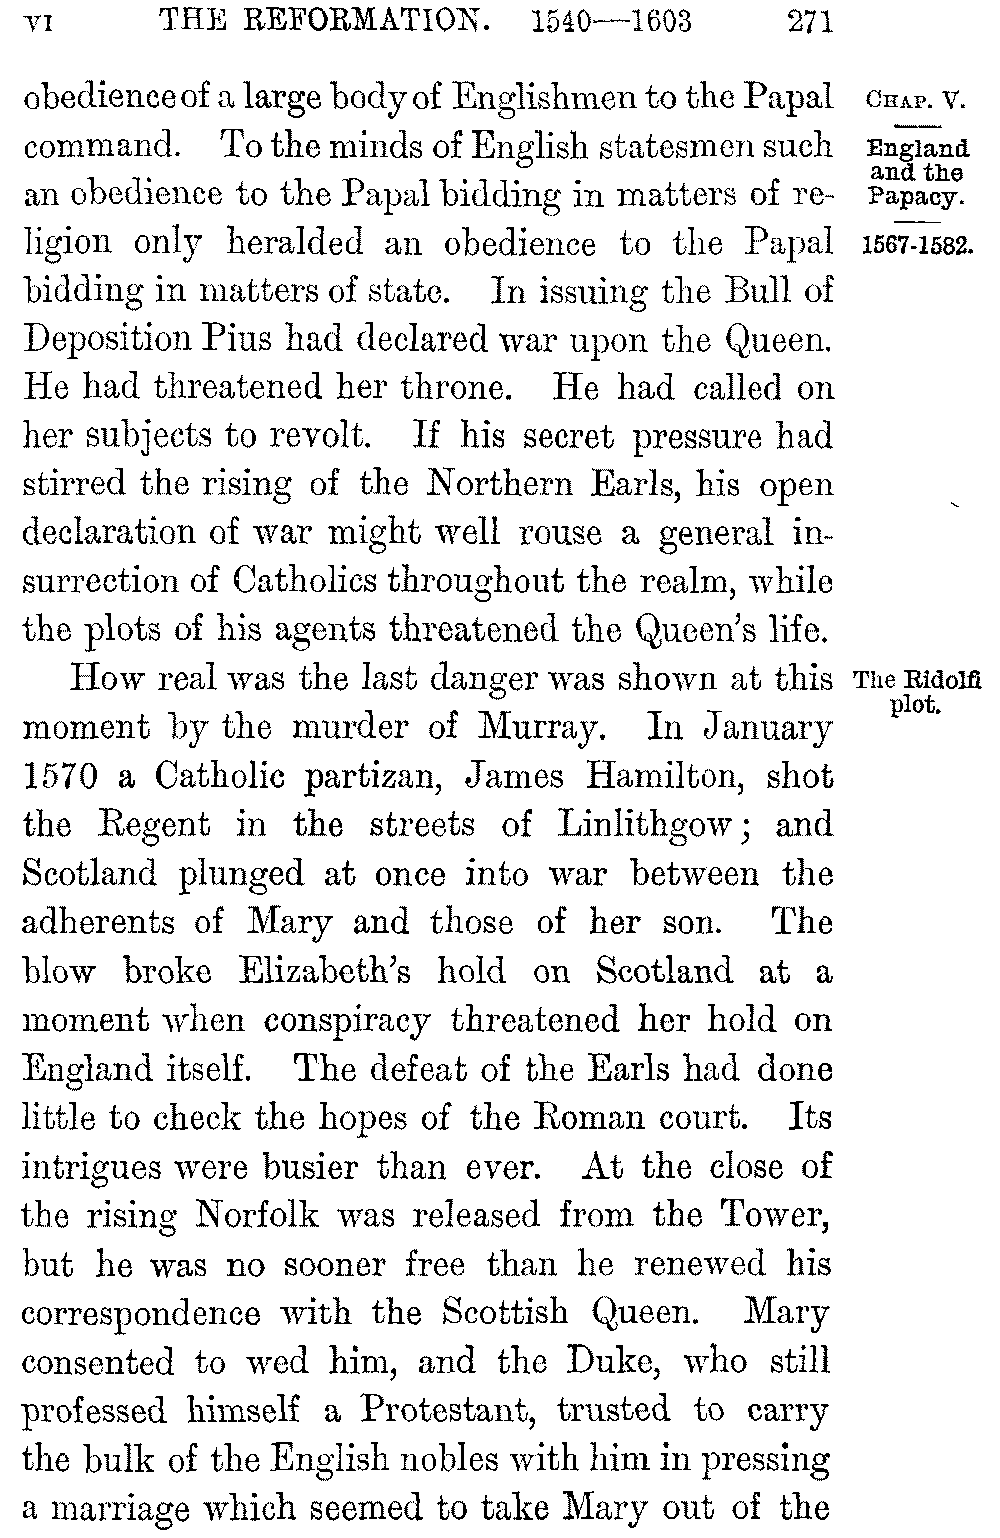 VI THE REFORMATION. 1540—1603 271
obedience of a large body of Englishmen to the Papal
command. To the minds of English statesmen such
an obedience to the Papal bidding in matters of re-
ligion only heralded an obedience to the Papal
bidding in matters of state. In issuing the Bull of
Deposition Pius had declared war upon the Queen.
He had threatened her throne. He had called on
her subjects to revolt. If his secret pressure had
stirred the rising of the Northern Earls, his open
declaration of war might well rouse a general in-
surrection of Catholics throughout the realm, while
the plots of his agents threatened the Queen's life.
How real was the last danger was shown at this
moment by the murder of Murray. In January
1570 a Catholic partizan, James Hamilton, shot
the Regent in the streets of Linlithgow; and
Scotland plunged at once into war between the
adherents of Mary and those of her son. The
blow broke Elizabeth's hold on Scotland at a
moment when conspiracy threatened her hold on
England itself. The defeat of the Earls had done
little to check the hopes of the Roman court. Its
intrigues were busier than ever. At the close of
the rising Norfolk was released from the Tower,
but he was no sooner free than he renewed his
correspondence with the Scottish Queen. Mary
consented to wed him, and the Duke, who still
professed himself a Protestant, trusted to carry
the bulk of the English nobles with him in pressing
a marriage which seemed to take Mary out of the
CHAP. V.
England
and the
Papacy.
1567-1582.
The Ridolfi
plot.